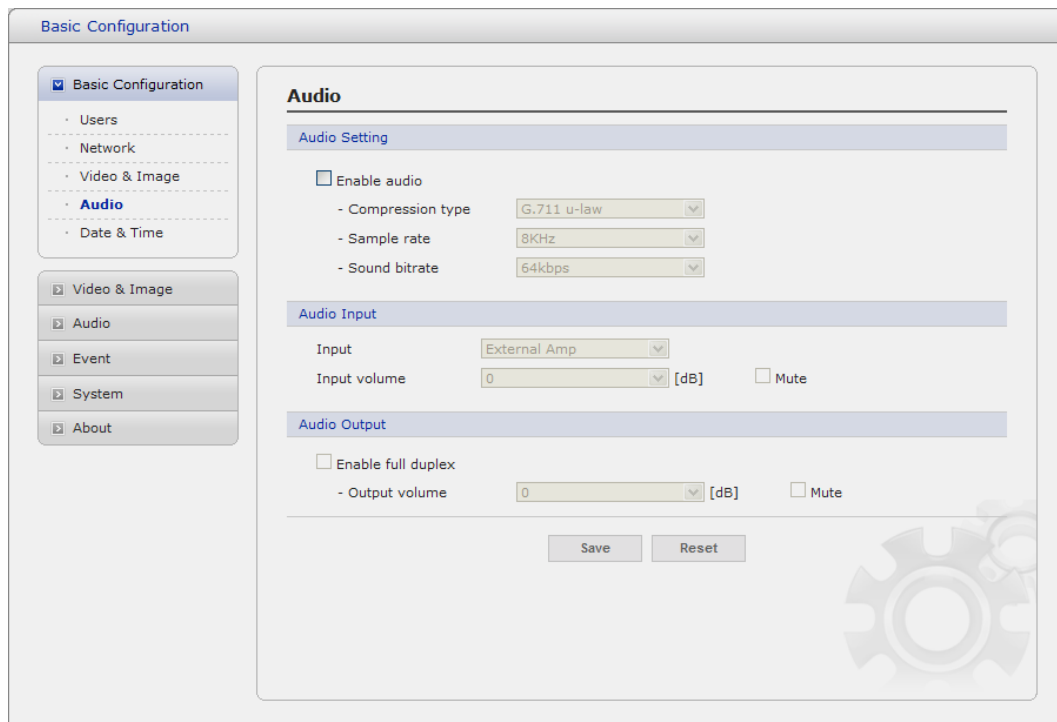 Basic Configuration
Basic Configuration
· Users
· Network
· Video & Image
· Audio
· Date & Time
Video & Image
Audio
Event
System
About
Audio
Audio Setting
Enable audio
- Compression type G.711 u-law
- Sample rate 8KHz
- Sound bitrate 64kbps
Audio Input
Input External Amp
Input volume 0 [dB] Mute
Audio Output
Enable full duplex
- Output volume 0 [dB] Mute
Save Reset